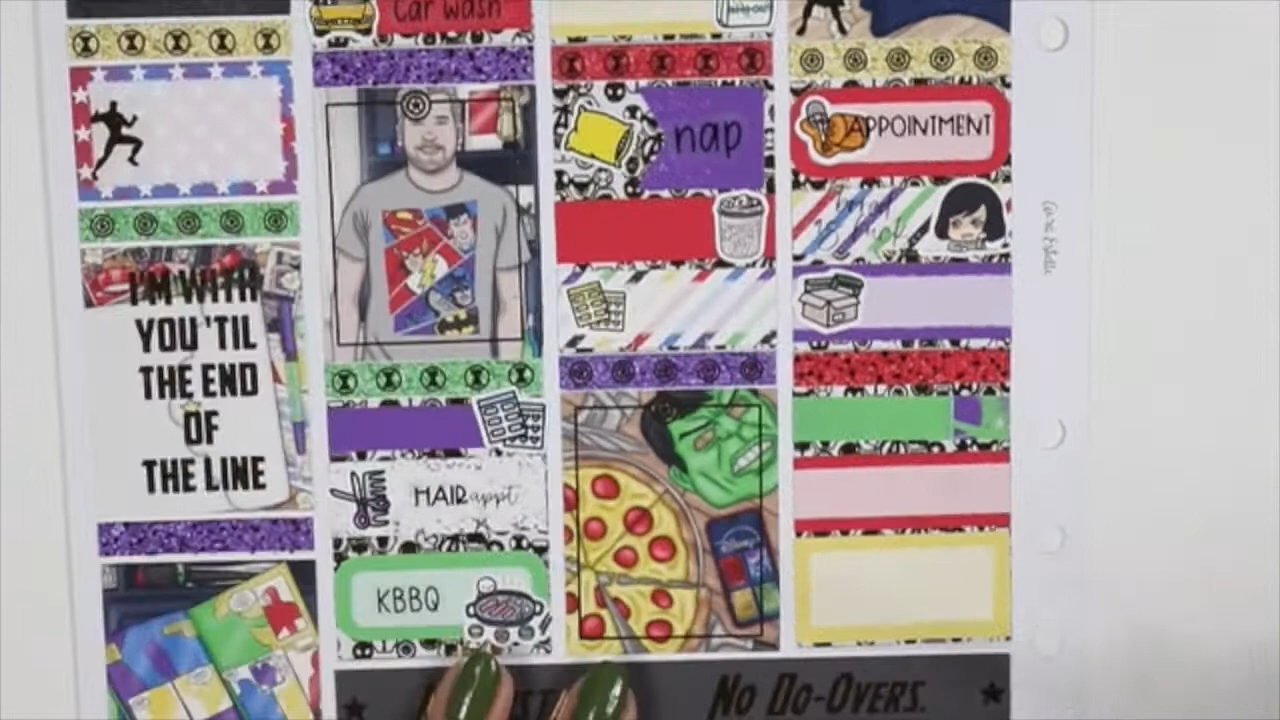 Car wash
nap
APPOINTMENT
I'M WITH
YOU 'TIL
THE END
OF
THE LINE
HAIR appt
KBBQ
No Do-Overs.